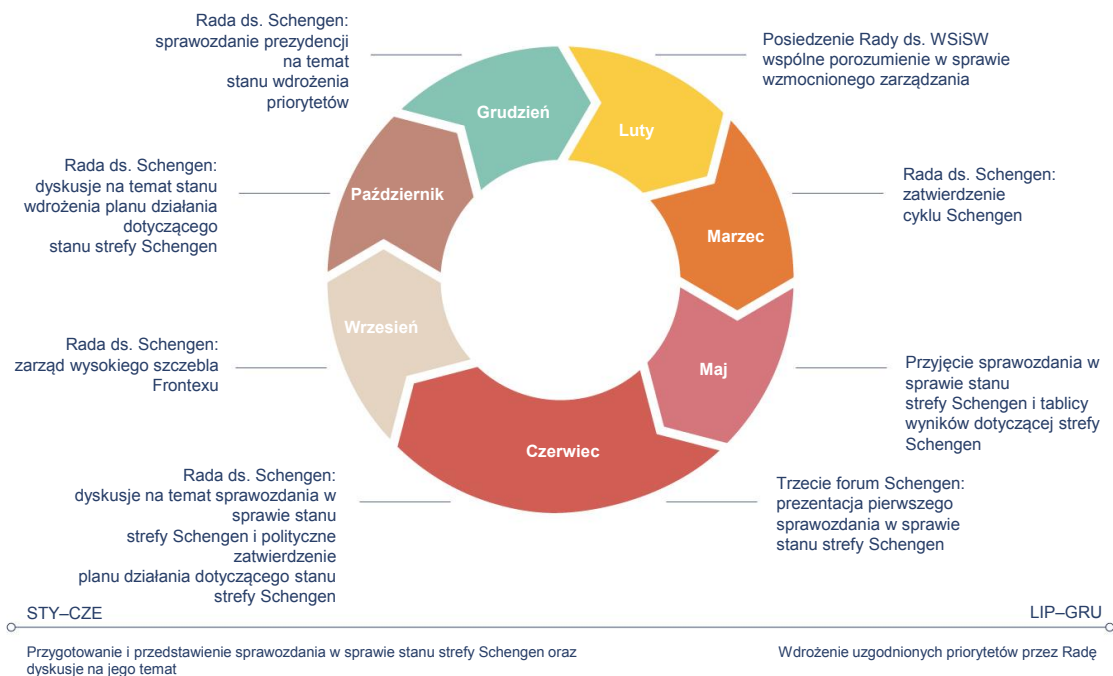 Rada ds. Schengen:
sprawozdanie prezydencji
na temat
stanu wdrożenia
priorytetów
Grudzień
Posiedzenie Rady ds. WSiSW
wspólne porozumienie w sprawie
wzmocnionego zarządzania
Luty
Rada ds. Schengen:
dyskusje na temat stanu
wdrożenia planu działania
dotyczącego
stanu strefy Schengen
Październik
Rada ds. Schengen:
zatwierdzenie
cyklu Schengen
Marzec
Rada ds. Schengen:
zarząd wysokiego szczebla
Frontexu
Wrzesień
Maj
Przyjęcie sprawozdania w
sprawie stanu
strefy Schengen i tablicy
wyników dotyczącej strefy
Schengen
Czerwiec
Rada ds. Schengen:
dyskusje na temat sprawozdania w
sprawie stanu
strefy Schengen i polityczne
zatwierdzenie
planu działania dotyczącego stanu
strefy Schengen
Trzecie forum Schengen:
prezentacja pierwszego
sprawozdania w sprawie
stanu strefy Schengen
STY–CZE
LIP–GRU
Przygotowanie i przedstawienie sprawozdania w sprawie stanu strefy Schengen oraz
dyskusje na jego temat
Wdrożenie uzgodnionych priorytetów przez Radę